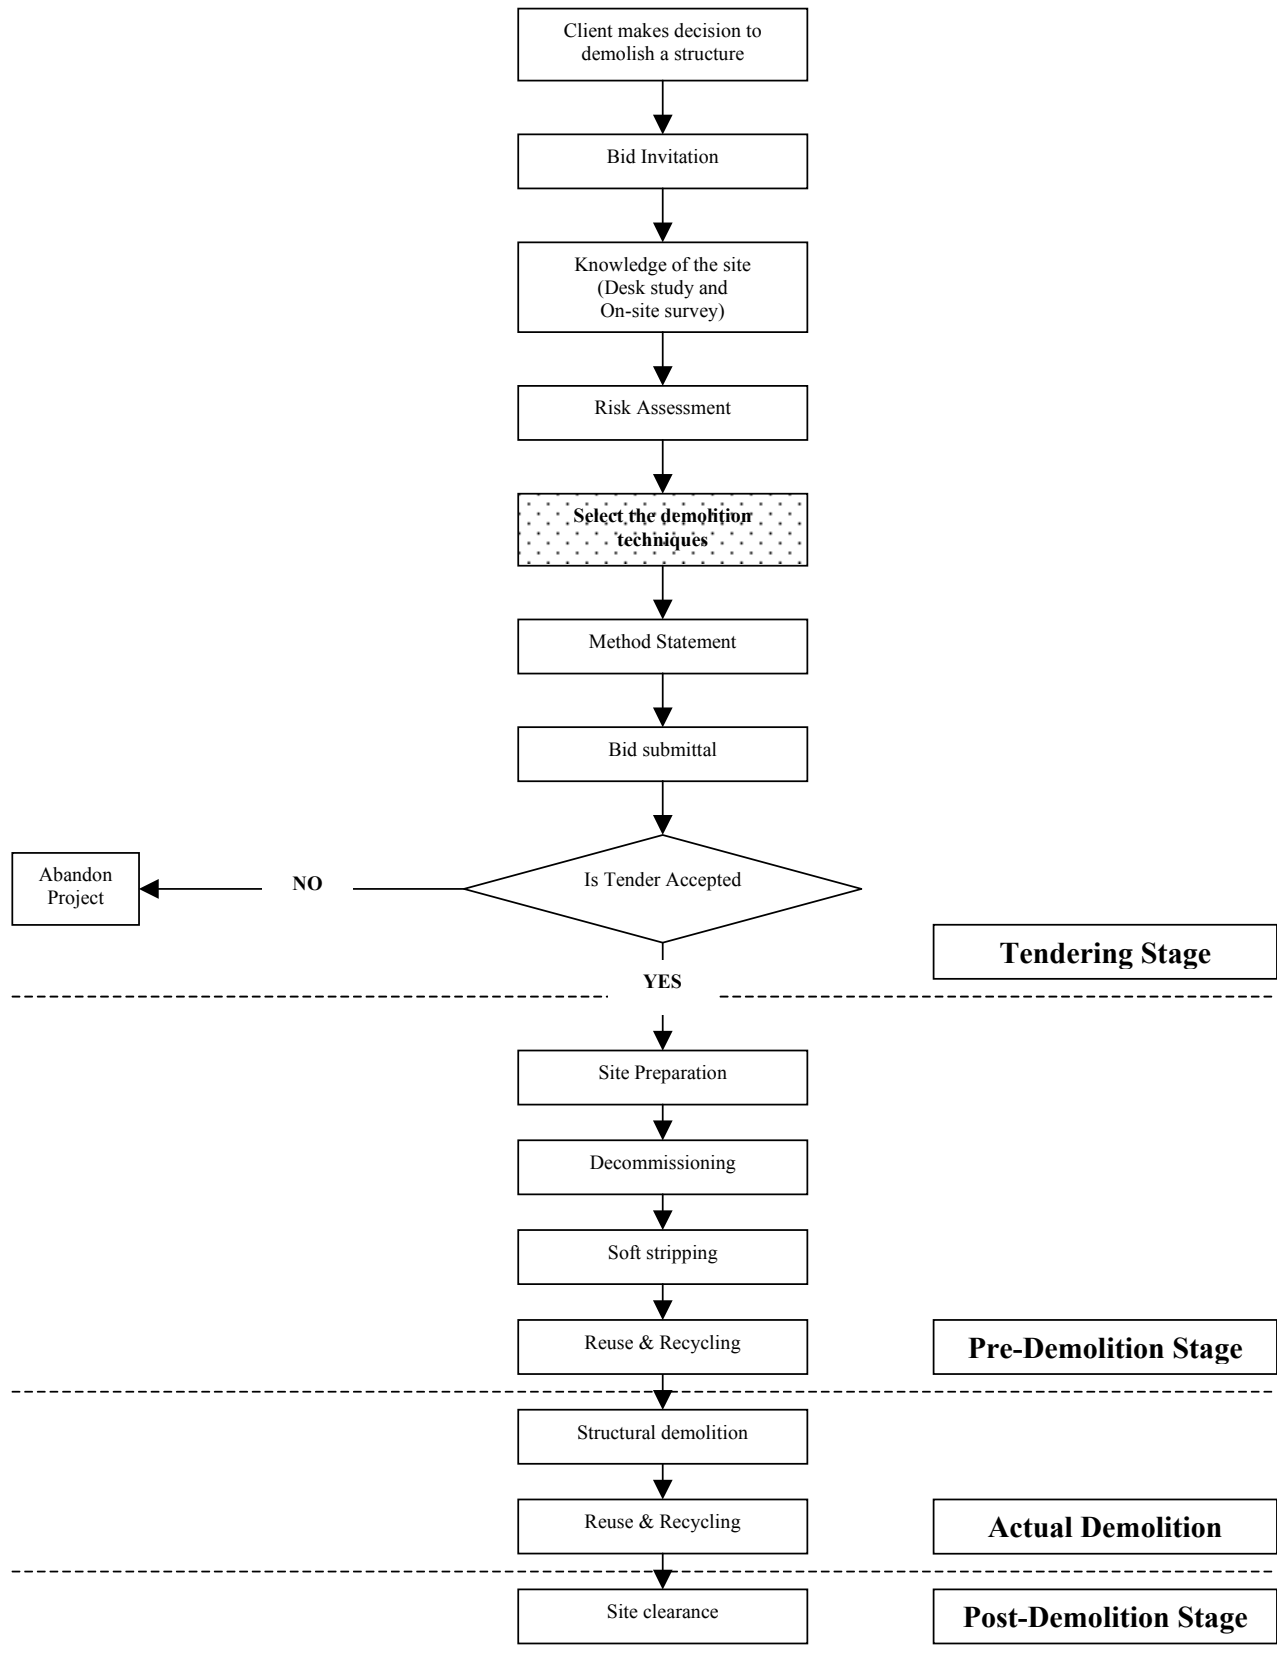 Client makes decision to
demolish a structure
Bid Invitation
Knowledge of the site
(Desk study and
On-site survey)
Risk Assessment
Select the demolition
techniques
Method Statement
Bid submittal
Is Tender Accepted
NO
Abandon
Project
Tendering Stage
YES
Site Preparation
Decommissioning
Soft stripping
Reuse & Recycling
Pre-Demolition Stage
Structural demolition
Reuse & Recycling
Actual Demolition
Site clearance
Post-Demolition Stage